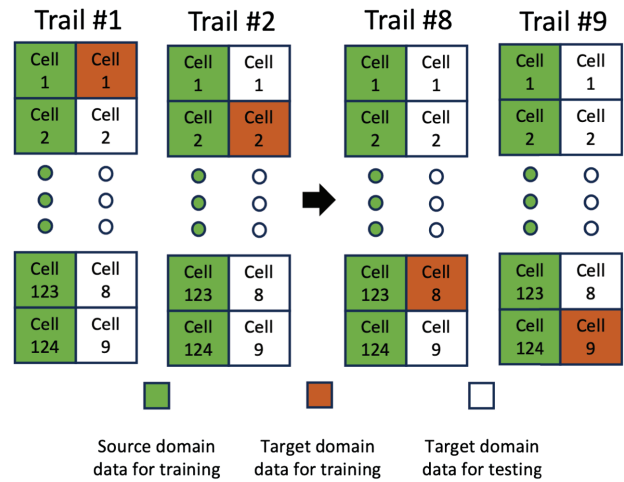 Trail #1
Trail #2
Trail #8
Trail #9
Cell
1
Cell
1
Cell
2
Cell
2
Cell
123
Cell
8
Cell
124
Cell
9
Cell
1
Cell
1
Cell
2
Cell
2
Cell
123
Cell
8
Cell
124
Cell
9
Cell
1
Cell
1
Cell
2
Cell
2
Cell
123
Cell
8
Cell
124
Cell
9
Cell
1
Cell
1
Cell
2
Cell
2
Cell
123
Cell
8
Cell
124
Cell
9
Source domain
data for training
Target domain
data for training
Target domain
data for testing